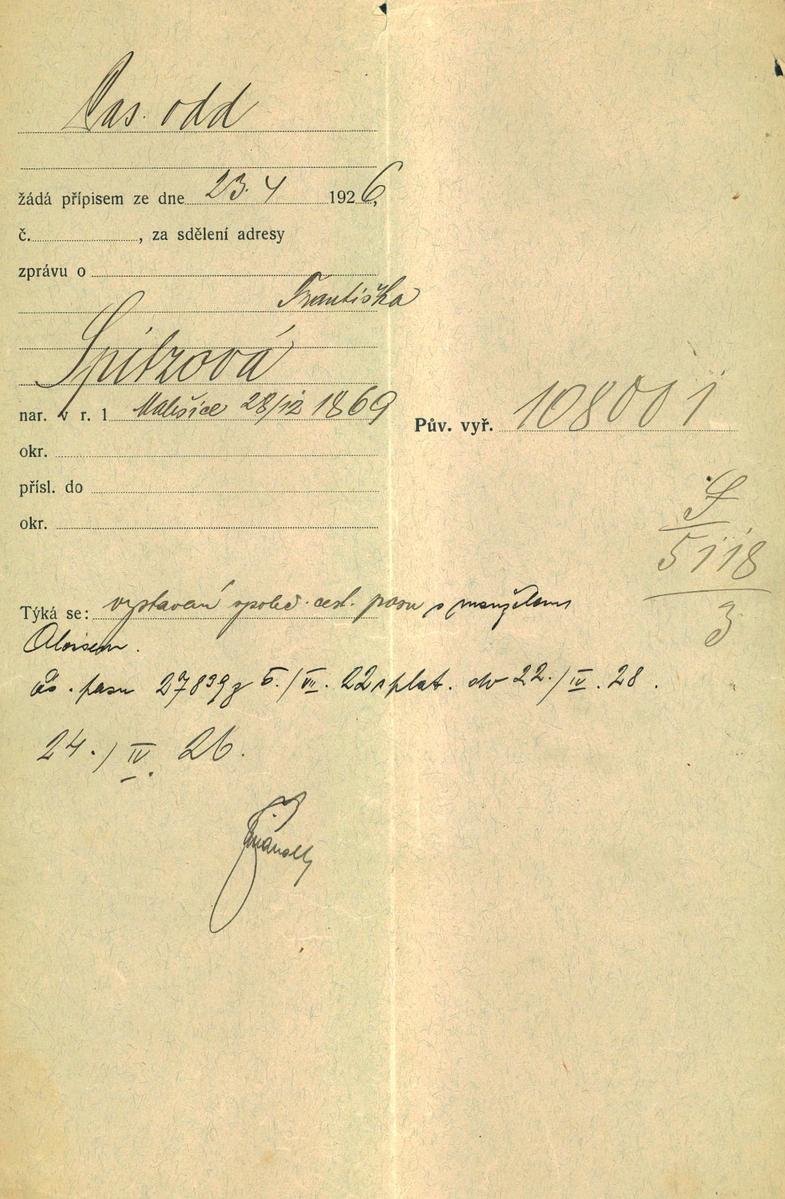 Pas. odd
žádá přípisem ze dne 23. 4 1926,
č. , za sdělení adresy
zprávu o
Františka
Spitzová
nar. v r. 1 Malešice 28/12 1869
Pův. vyř. 108001
okr.
přísl. do
okr.
S
5118
3
Týká se: vystavení společ. cest. pasu s manželem
Aloisem.
čs. pasu 27839 z 5./VII. 22 s plat. do 22./IV. 28.
24./IV. 26.